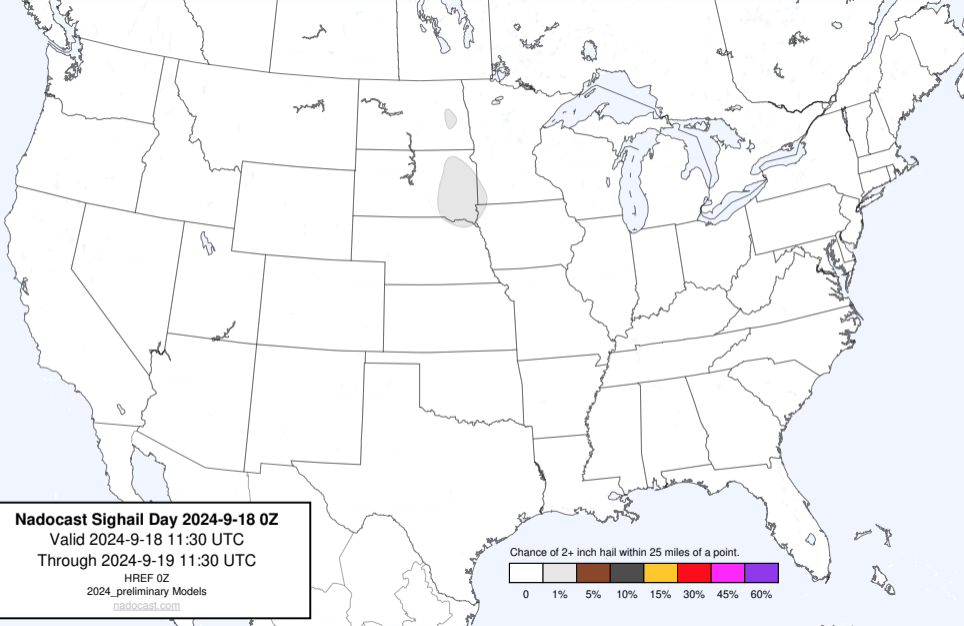 Nadocast Sighail Day 2024-9-18 0Z
Valid 2024-9-18 11:30 UTC
Through 2024-9-19 11:30 UTC
HREF 0Z
2024_preliminary Models
nadocast.com
Chance of 2+ inch hail within 25 miles of a point.
0 1% 5% 10% 15% 30% 45% 60%